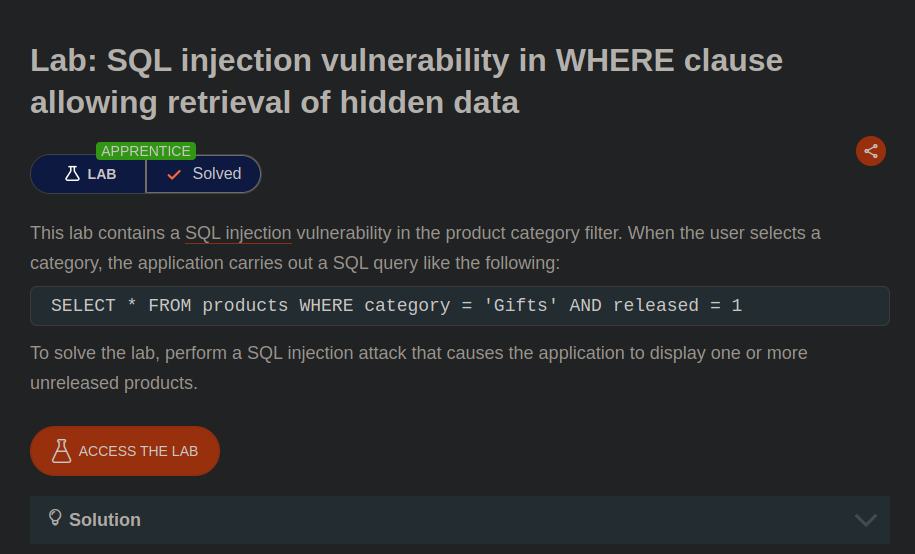 Lab: SQL injection vulnerability in WHERE clause
allowing retrieval of hidden data
APPRENTICE
LAB Solved
This lab contains a SQL injection vulnerability in the product category filter. When the user selects a
category, the application carries out a SQL query like the following:
SELECT * FROM products WHERE category = 'Gifts' AND released = 1
To solve the lab, perform a SQL injection attack that causes the application to display one or more
unreleased products.
ACCESS THE LAB
Solution